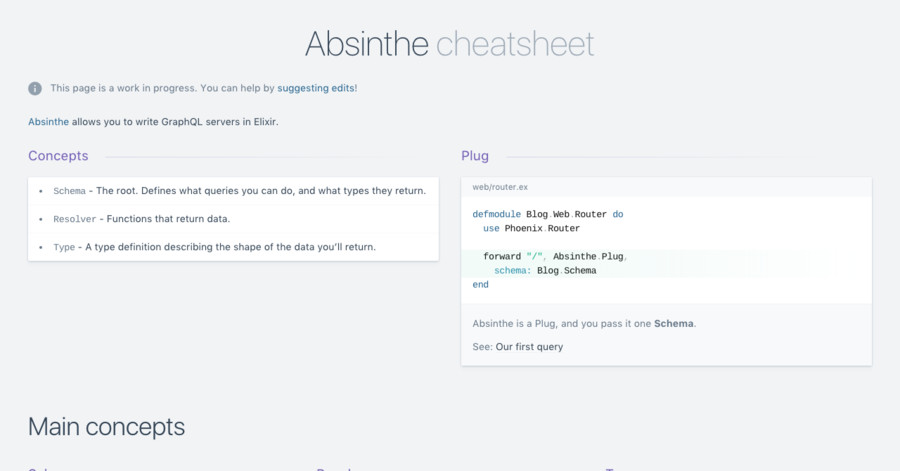 Absinthe cheatsheet
This page is a work in progress. You can help by suggesting edits!
Absinthe allows you to write GraphQL servers in Elixir.
Concepts
• Schema - The root. Defines what queries you can do, and what types they return.
• Resolver - Functions that return data.
• Type - A type definition describing the shape of the data you’ll return.
Plug
web/router.ex
defmodule Blog.Web.Router do
  use Phoenix.Router
  forward "/", Absinthe.Plug,
    schema: Blog.Schema
end
Absinthe is a Plug, and you pass it one Schema.
See: Our first query
Main concepts